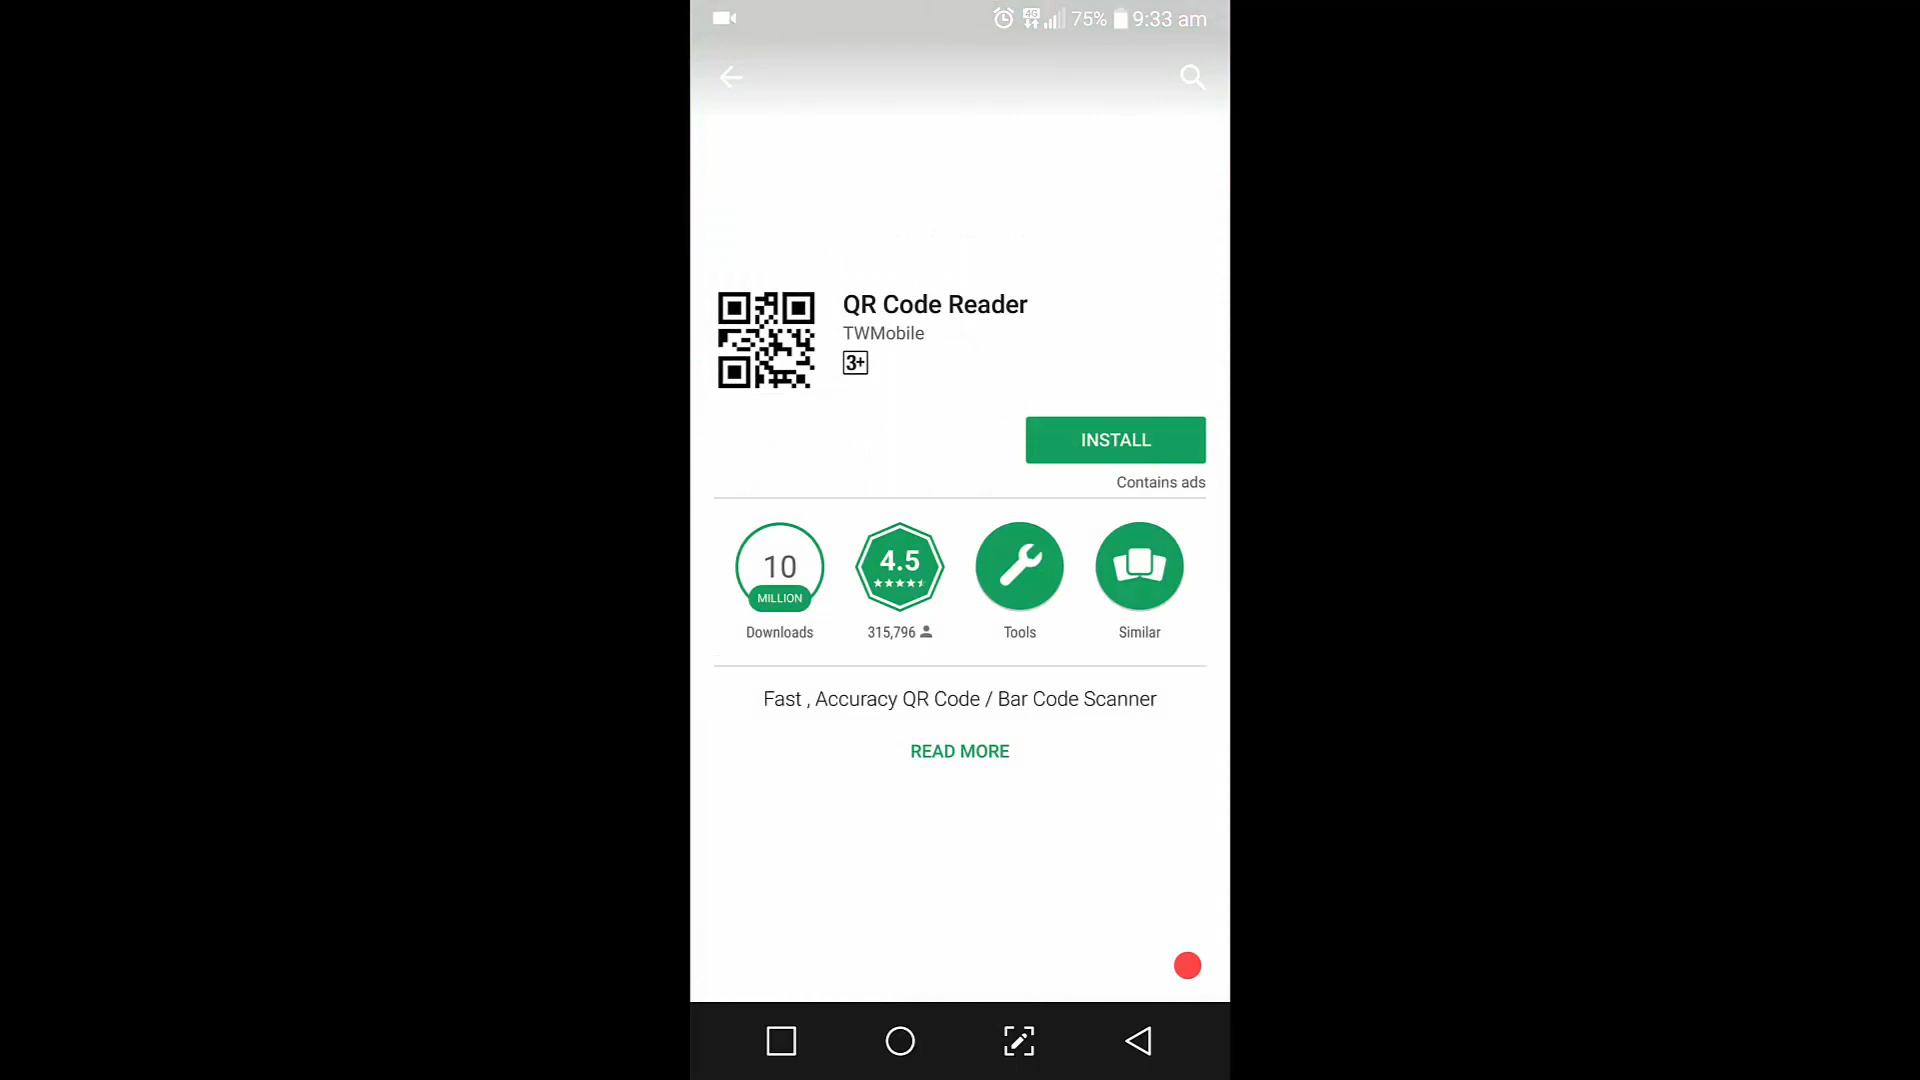 4G 75% 9:33 am
QR Code Reader
TWMobile
3+
INSTALL
Contains ads
10
MILLION
4.5
Downloads
315,796
Tools
Similar
Fast , Accuracy QR Code / Bar Code Scanner
READ MORE